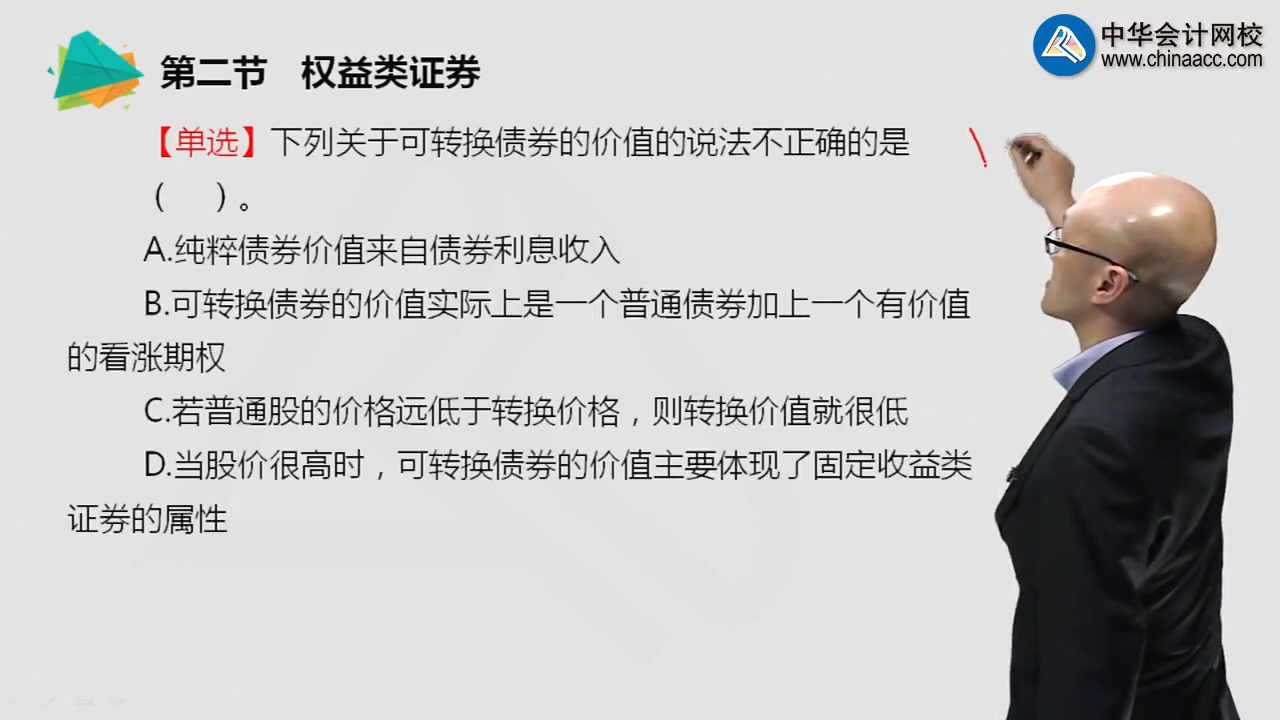 中华会计网校
www.chinaacc.com
第二节 权益类证券
【单选】下列关于可转换债券的价值的说法不正确的是
( )。
A.纯粹债券价值来自债券利息收入
B.可转换债券的价值实际上是一个普通债券加上一个有价值
的看涨期权
C.若普通股的价格远低于转换价格，则转换价值就很低
D.当股价很高时，可转换债券的价值主要体现了固定收益类
证券的属性